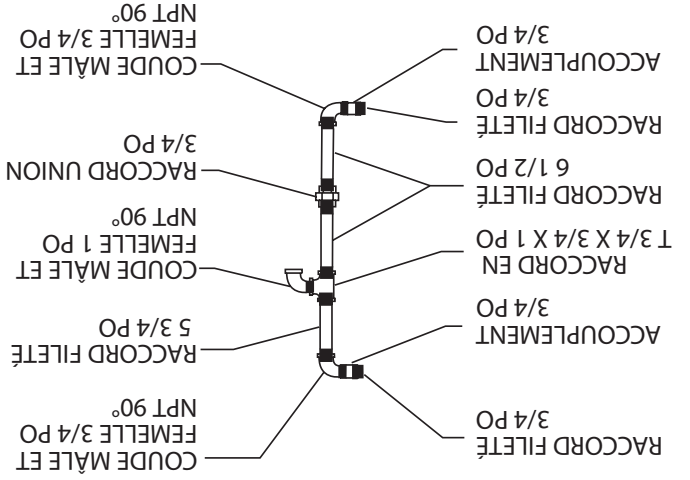 RACCORD FILETÉ
3/4 PO
ACCOUPLEMENT
3/4 PO
RACCORD EN
T 3/4 X 3/4 X 1 PO
RACCORD FILETÉ
6 1/2 PO
RACCORD FILETÉ
3/4 PO
ACCOUPLEMENT
3/4 PO
COUDE MÂLE ET
FEMELLE 3/4 PO
NPT 90°
RACCORD FILETÉ
5 3/4 PO
COUDE MÂLE ET
FEMELLE 1 PO
NPT 90°
RACCORD UNION
3/4 PO
COUDE MÂLE ET
FEMELLE 3/4 PO
NPT 90°